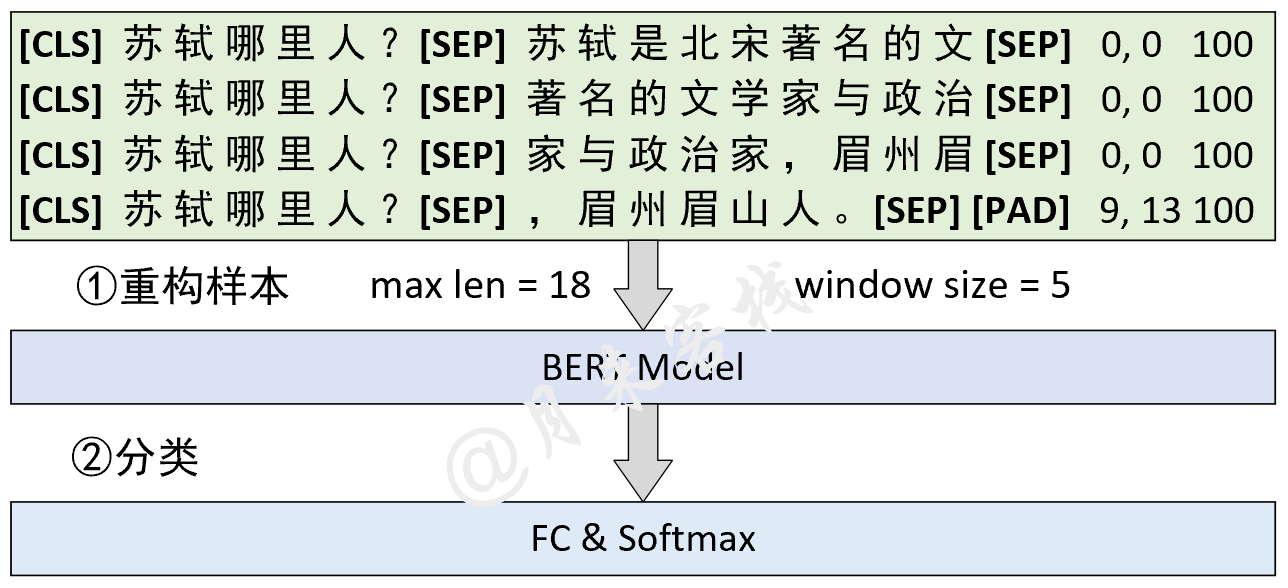 [CLS] 苏 轼 哪 里 人 ? [SEP] 苏 轼 是 北 宋 著 名 的 文 [SEP] 0, 0 100
[CLS] 苏 轼 哪 里 人 ? [SEP] 著 名 的 文 学 家 与 政 治 [SEP] 0, 0 100
[CLS] 苏 轼 哪 里 人 ? [SEP] 家 与 政 治 家 ， 眉 州 眉 [SEP] 0, 0 100
[CLS] 苏 轼 哪 里 人 ? [SEP] ， 眉 州 眉 山 人 。 [SEP] [PAD] 9, 13 100
①重构样本 max len = 18 window size = 5
BERT Model
@月来客栈
②分类
FC & Softmax